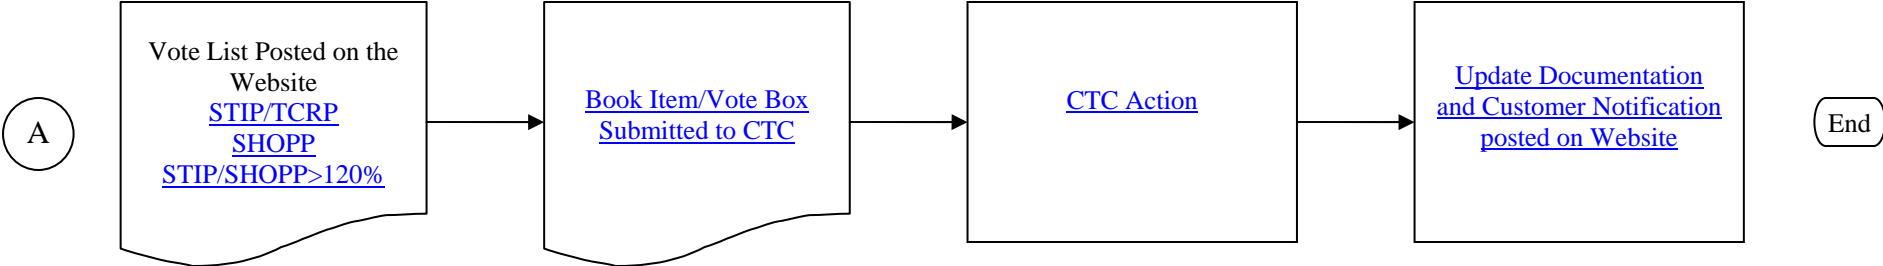 A
Vote List Posted on the
Website
STIP/TCRP
SHOPP
STIP/SHOPP>120%
Book Item/Vote Box
Submitted to CTC
CTC Action
Update Documentation
and Customer Notification
posted on Website
End